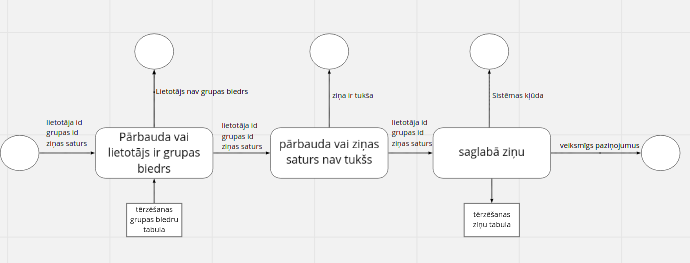 Lietotājs nav grupas biedrs
ziņa ir tukša
Sistēmas kļūda
lietotāja id
grupas id
ziņas saturs
Pārbauda vai
lietotājs ir grupas
biedrs
lietotāja id
grupas id
ziņas saturs
pārbauda vai ziņas
saturs nav tukšs
lietotāja id
grupas id
ziņas saturs
saglabā ziņu
veiksmīgs paziņojumus
tērzēšanas
grupas biedru
tabula
tērzēšanas
ziņu tabula